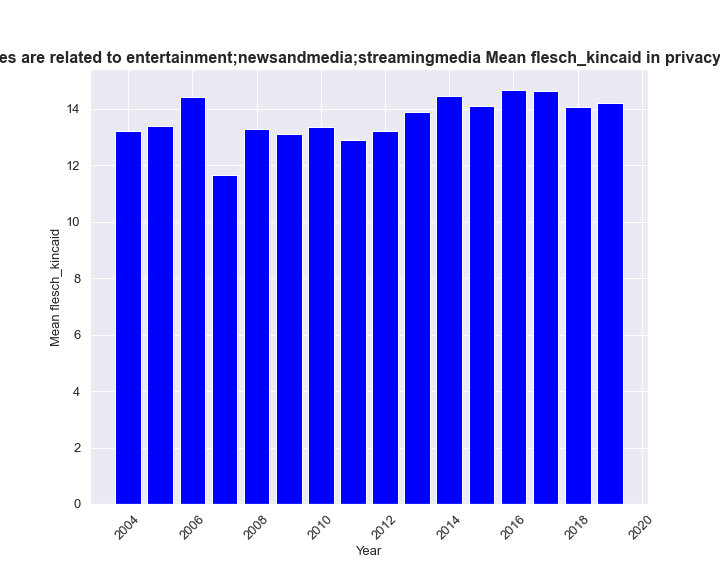 es are related to entertainment;newsandmedia;streamingmedia Mean flesch_kincaid in privacy
14
12
10
8
6
4
2
0
Mean flesch_kincaid
2004 2006 2008 2010 2012 2014 2016 2018 2020
Year